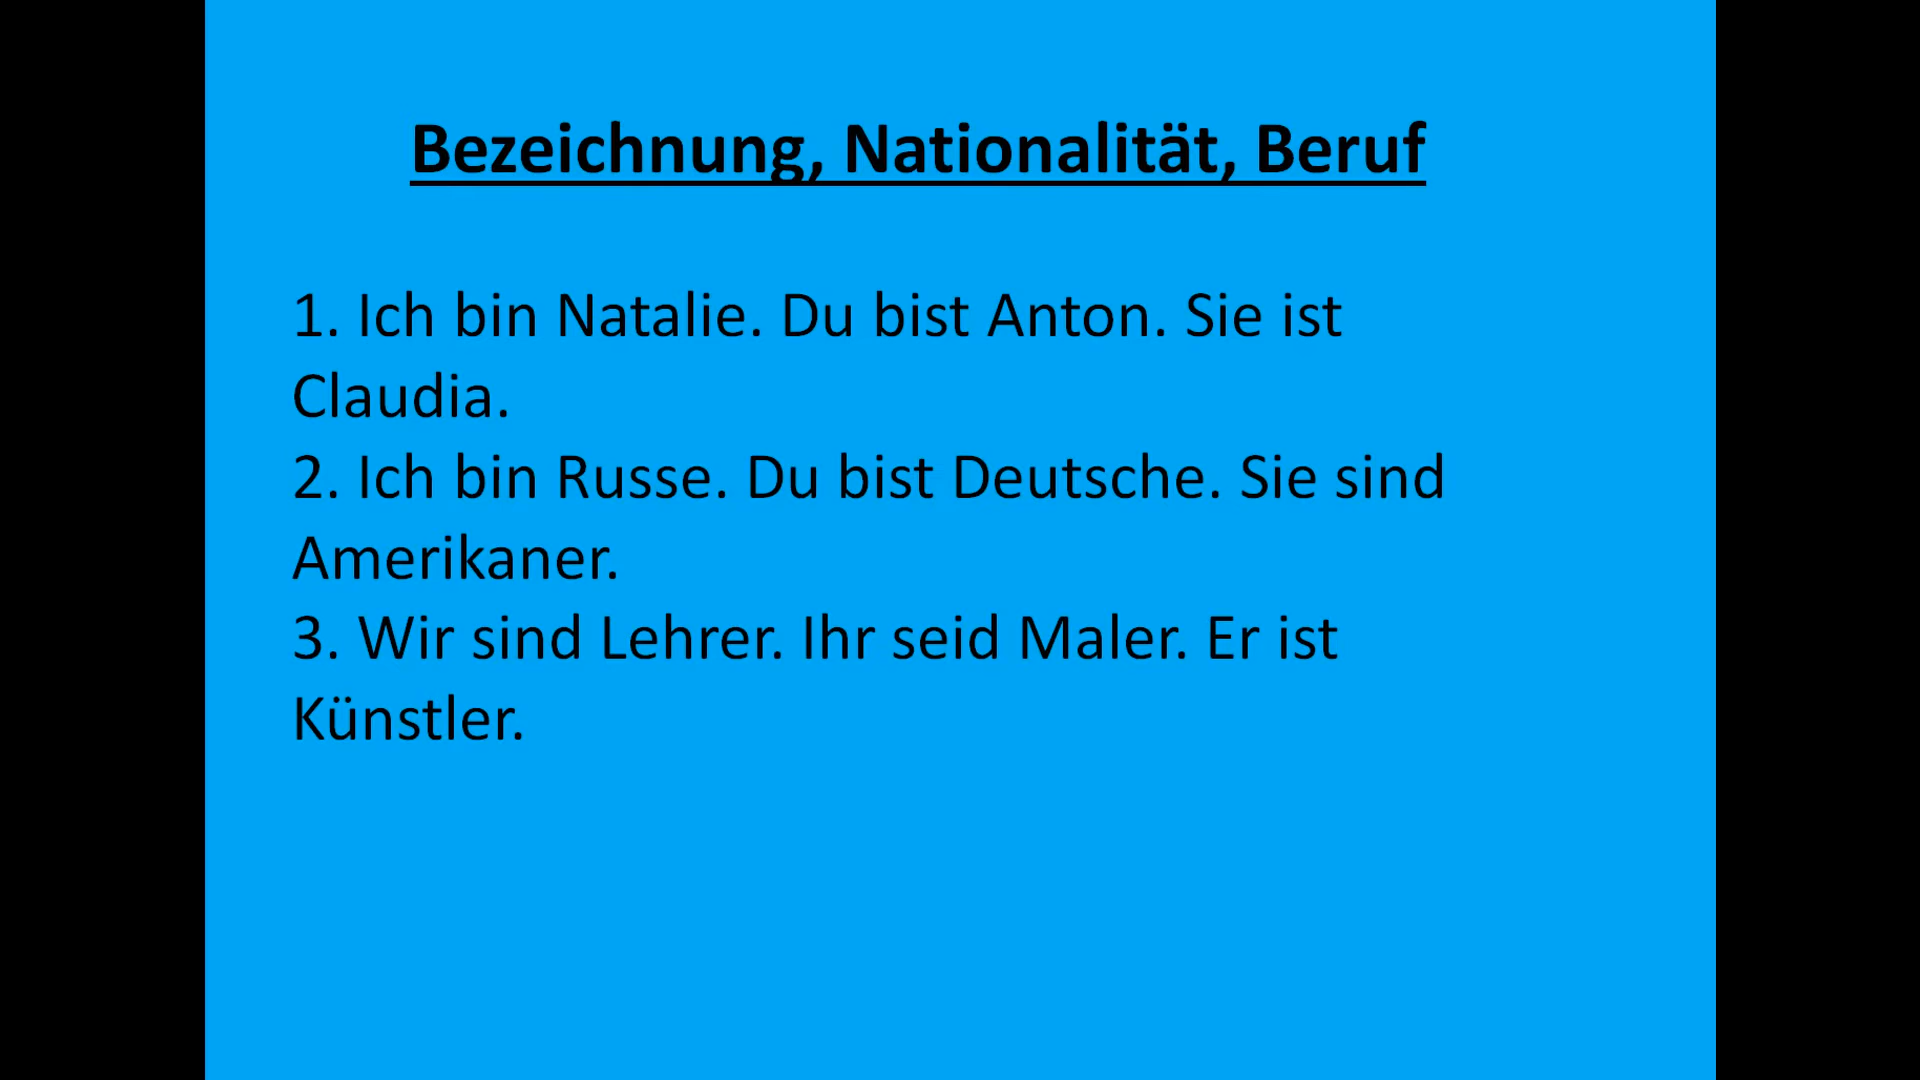 Bezeichnung, Nationalität, Beruf
1. Ich bin Natalie. Du bist Anton. Sie ist
Claudia.
2. Ich bin Russe. Du bist Deutsche. Sie sind
Amerikaner.
3. Wir sind Lehrer. Ihr seid Maler. Er ist
Künstler.